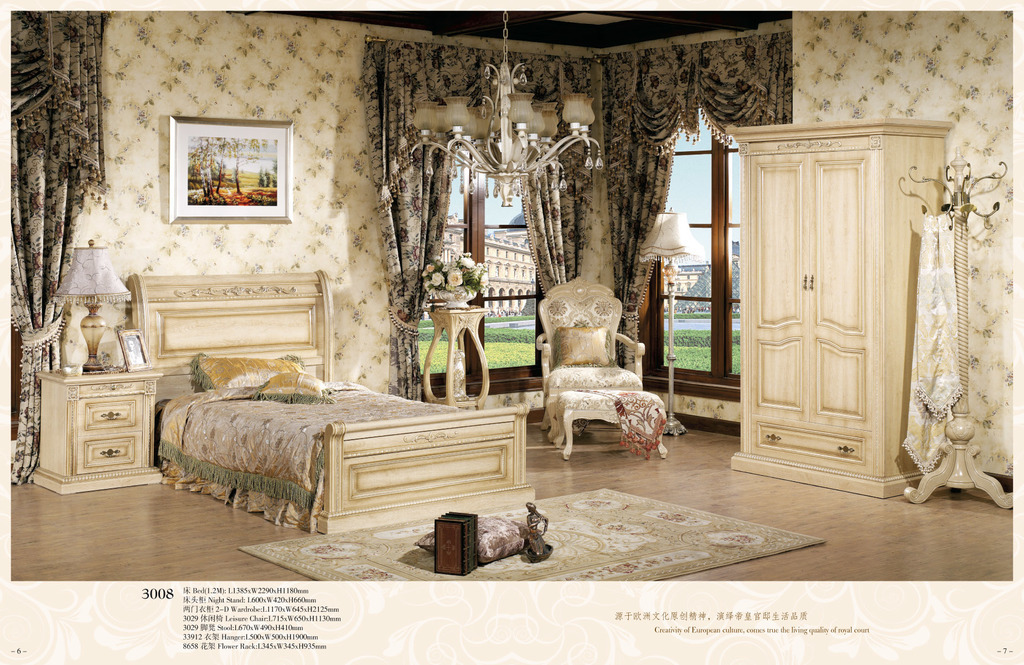 3008
床 Bed(1.2M): L1385xW2290xH1180mm
床头柜 Night Stand: L600xW420xH660mm
两门衣柜 2-D Wardrobe:L1170xW645xH2125mm
3029 休闲椅 Leisure Chair:L715xW650xH1130mm
3029 脚凳 Stool:L670xW490xH410mm
33912 衣架 Hanger:L500xW500xH1900mm
8658 花架 Flower Rack:L345xW345xH935mm
源于欧洲文化原创精神，演绎帝皇官邸生活品质
Creativity of European culture, comes true the living quality of royal court
– 6 –
– 7 –